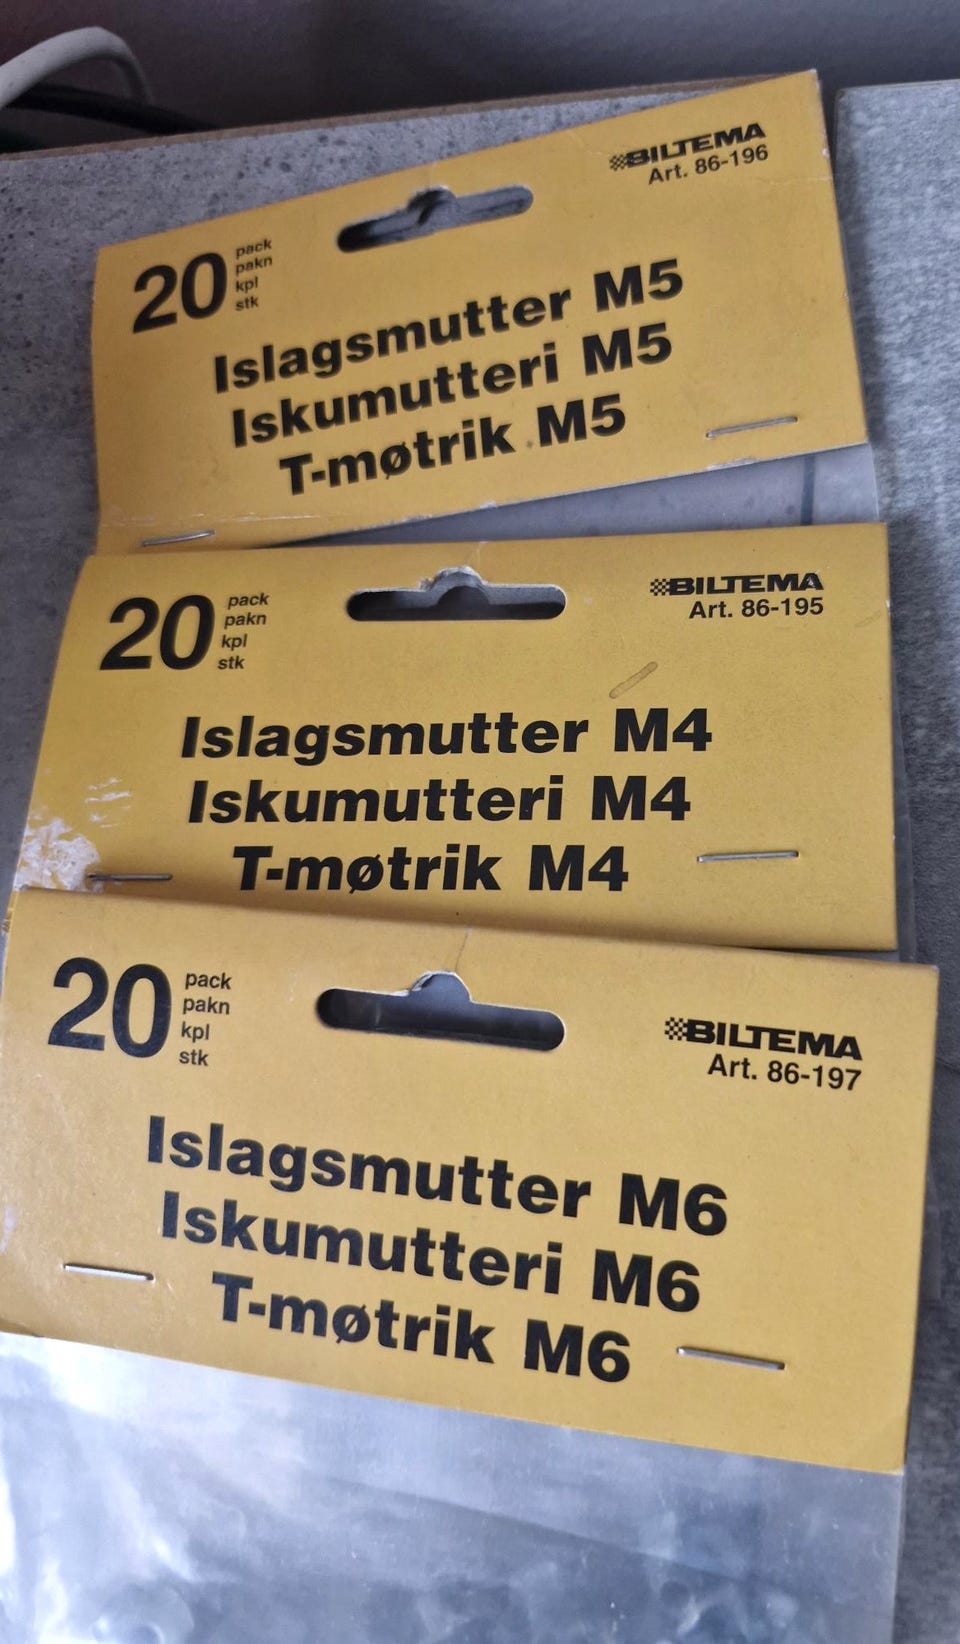 BILTEMA
Art. 86-196
20 pack
pakn
kpl
stk
Islagsmutter M5
Iskumutteri M5
T-møtrik M5
BILTEMA
Art. 86-195
20 pack
pakn
kpl
stk
Islagsmutter M4
Iskumutteri M4
T-møtrik M4
20 pack
pakn
kpl
stk
BILTEMA
Art. 86-197
Islagsmutter M6
Iskumutteri M6
T-møtrik M6